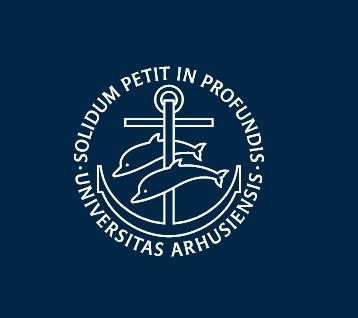 SOLIDUM PETIT IN PROFUNDIS
UNIVERSITAS ARHUSIENSIS